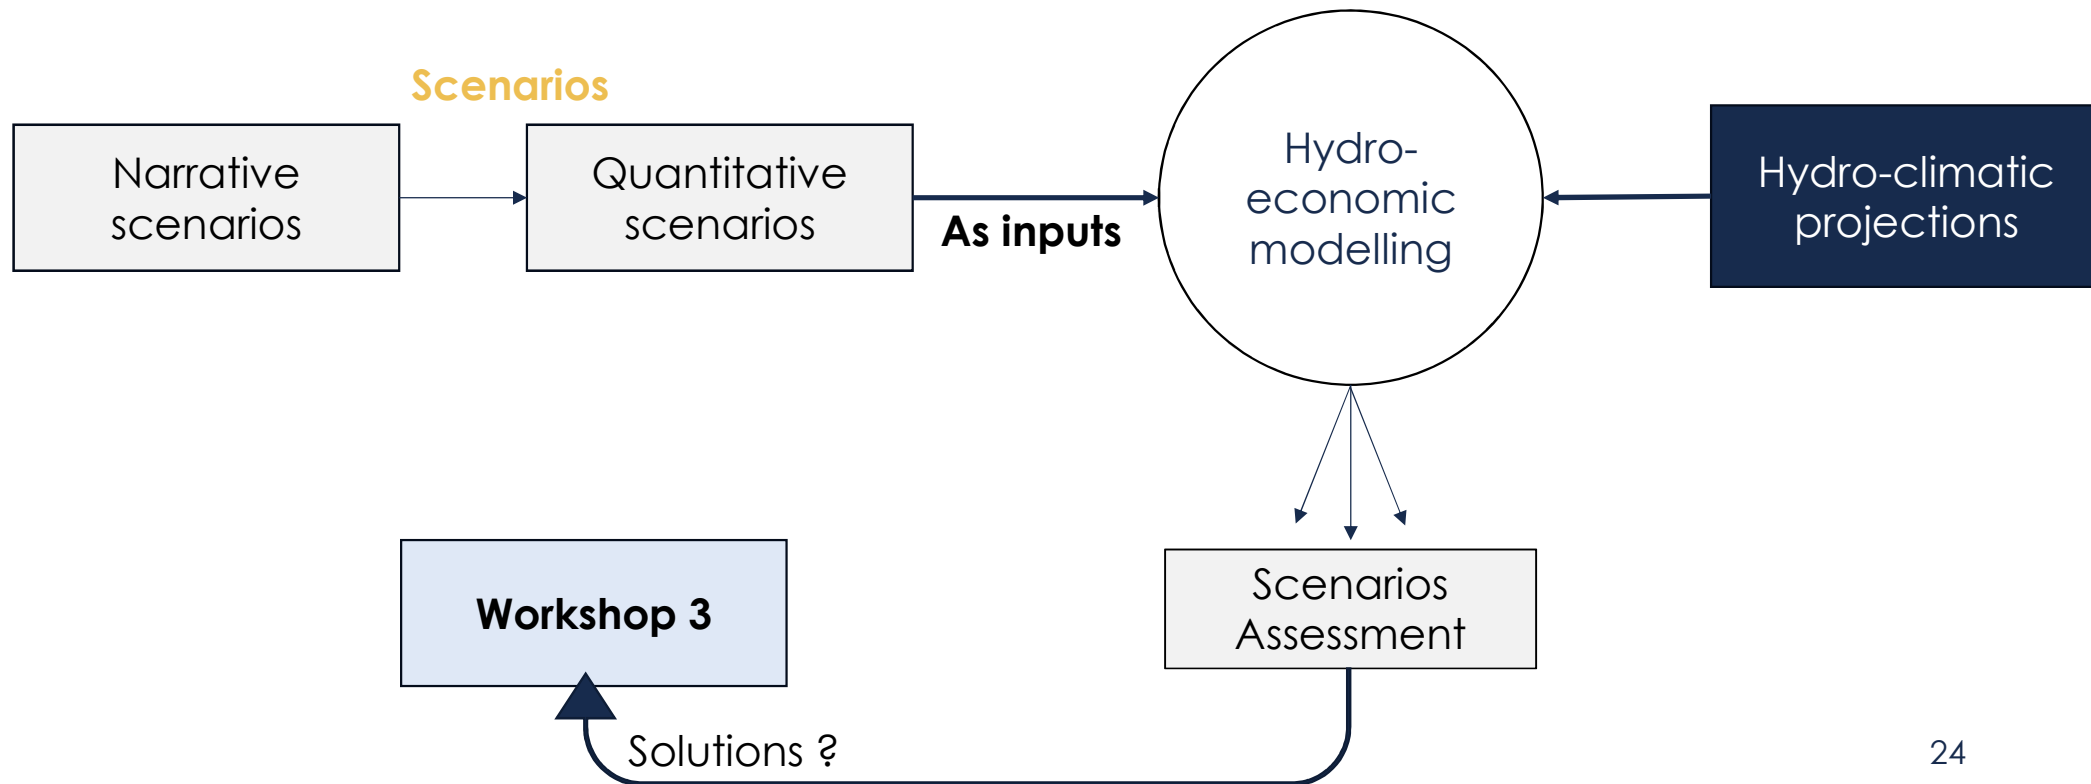 Scenarios
Narrative
scenarios
Quantitative
scenarios
As inputs
Hydro-
economic
modelling
Hydro-climatic
projections
Scenarios
Assessment
Workshop 3
Solutions ?
24